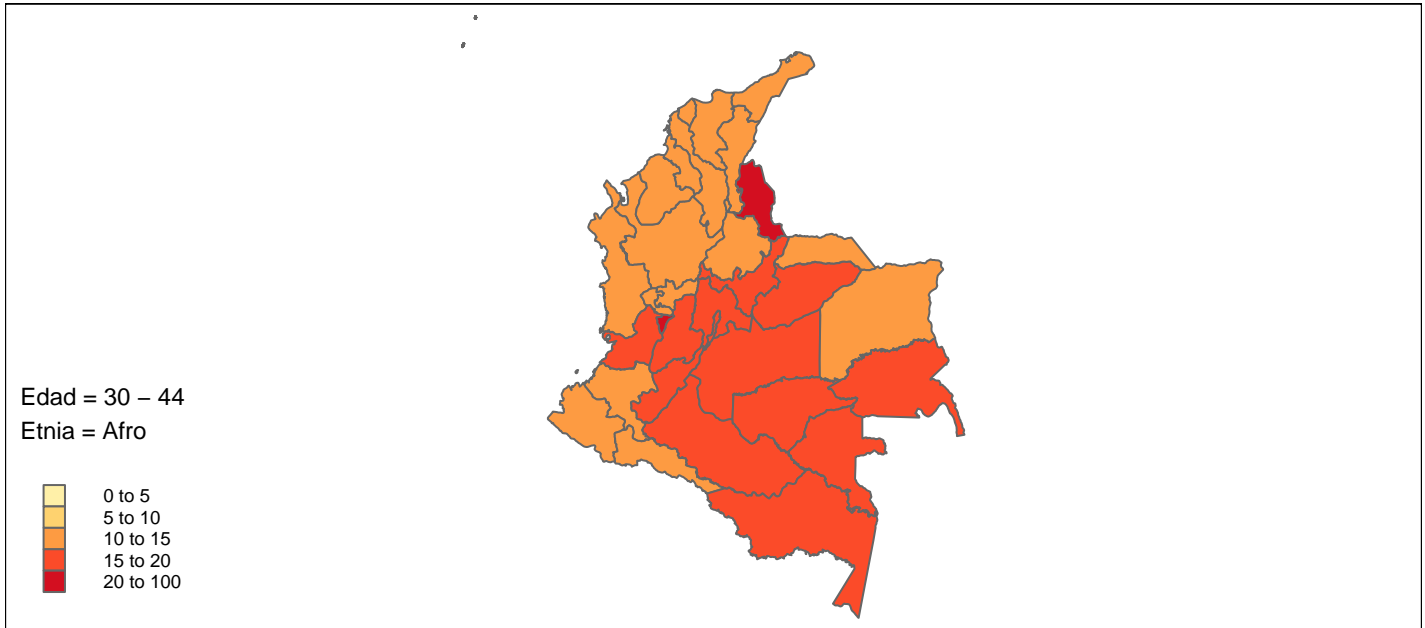 Edad = 30 – 44
Etnia = Afro
0 to 5
5 to 10
10 to 15
15 to 20
20 to 100